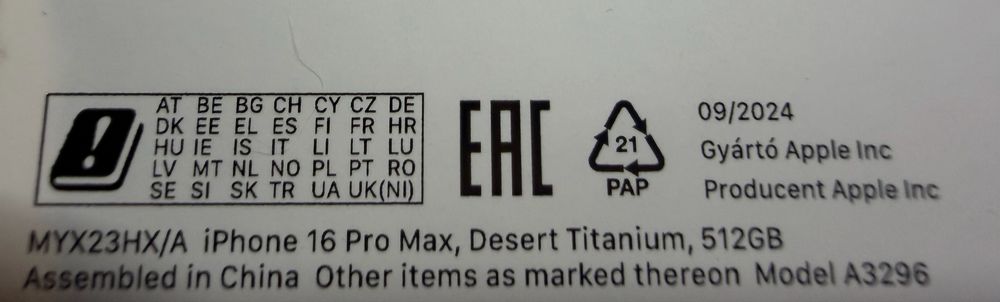 AT BE BG CH CY CZ DE
DK EE EL ES FI FR HR
HU IE IS IT LI LT LU
LV MT NL NO PL PT RO
SE SI SK TR UA UK(NI)
EAC
21
PAP
09/2024
Gyártó Apple Inc
Producent Apple Inc
MYX23HX/A iPhone 16 Pro Max, Desert Titanium, 512GB
Assembled in China Other items as marked thereon Model A3296